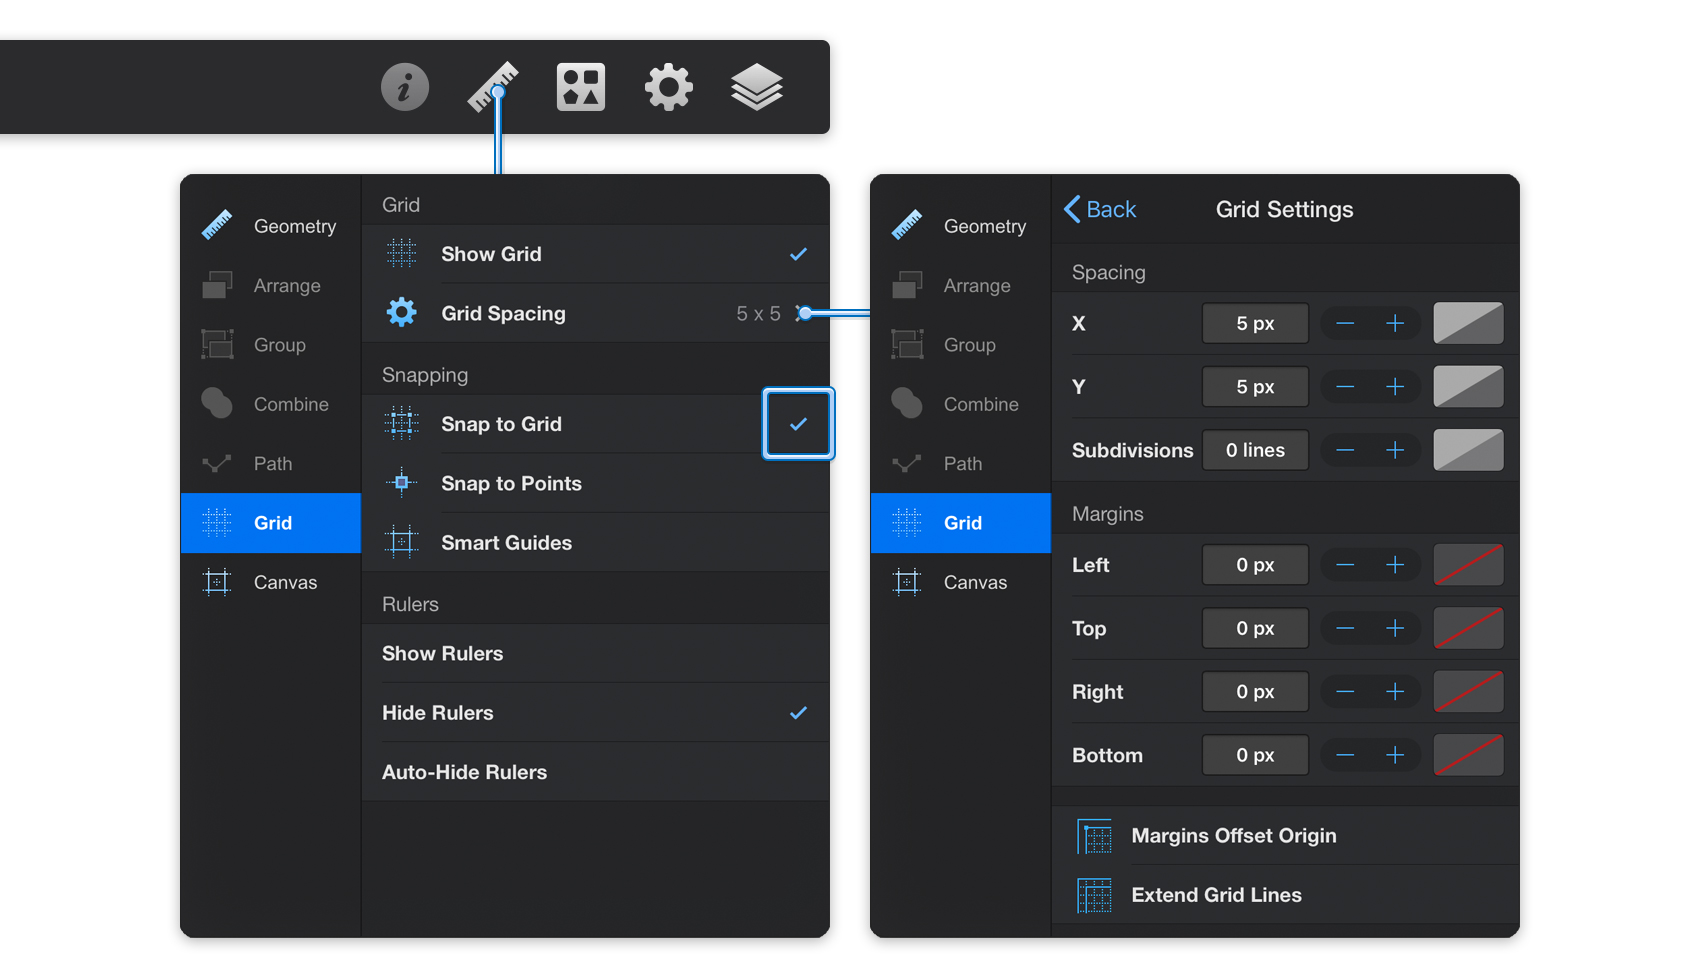 Geometry
Arrange
Group
Combine
Path
Grid
Canvas
Grid
Show Grid
Grid Spacing 5 x 5
Snapping
Snap to Grid
Snap to Points
Smart Guides
Rulers
Show Rulers
Hide Rulers
Auto-Hide Rulers
Geometry
Arrange
Group
Combine
Path
Grid
Canvas
Back Grid Settings
Spacing
X 5 px
Y 5 px
Subdivisions 0 lines
Margins
Left 0 px
Top 0 px
Right 0 px
Bottom 0 px
Margins Offset Origin
Extend Grid Lines